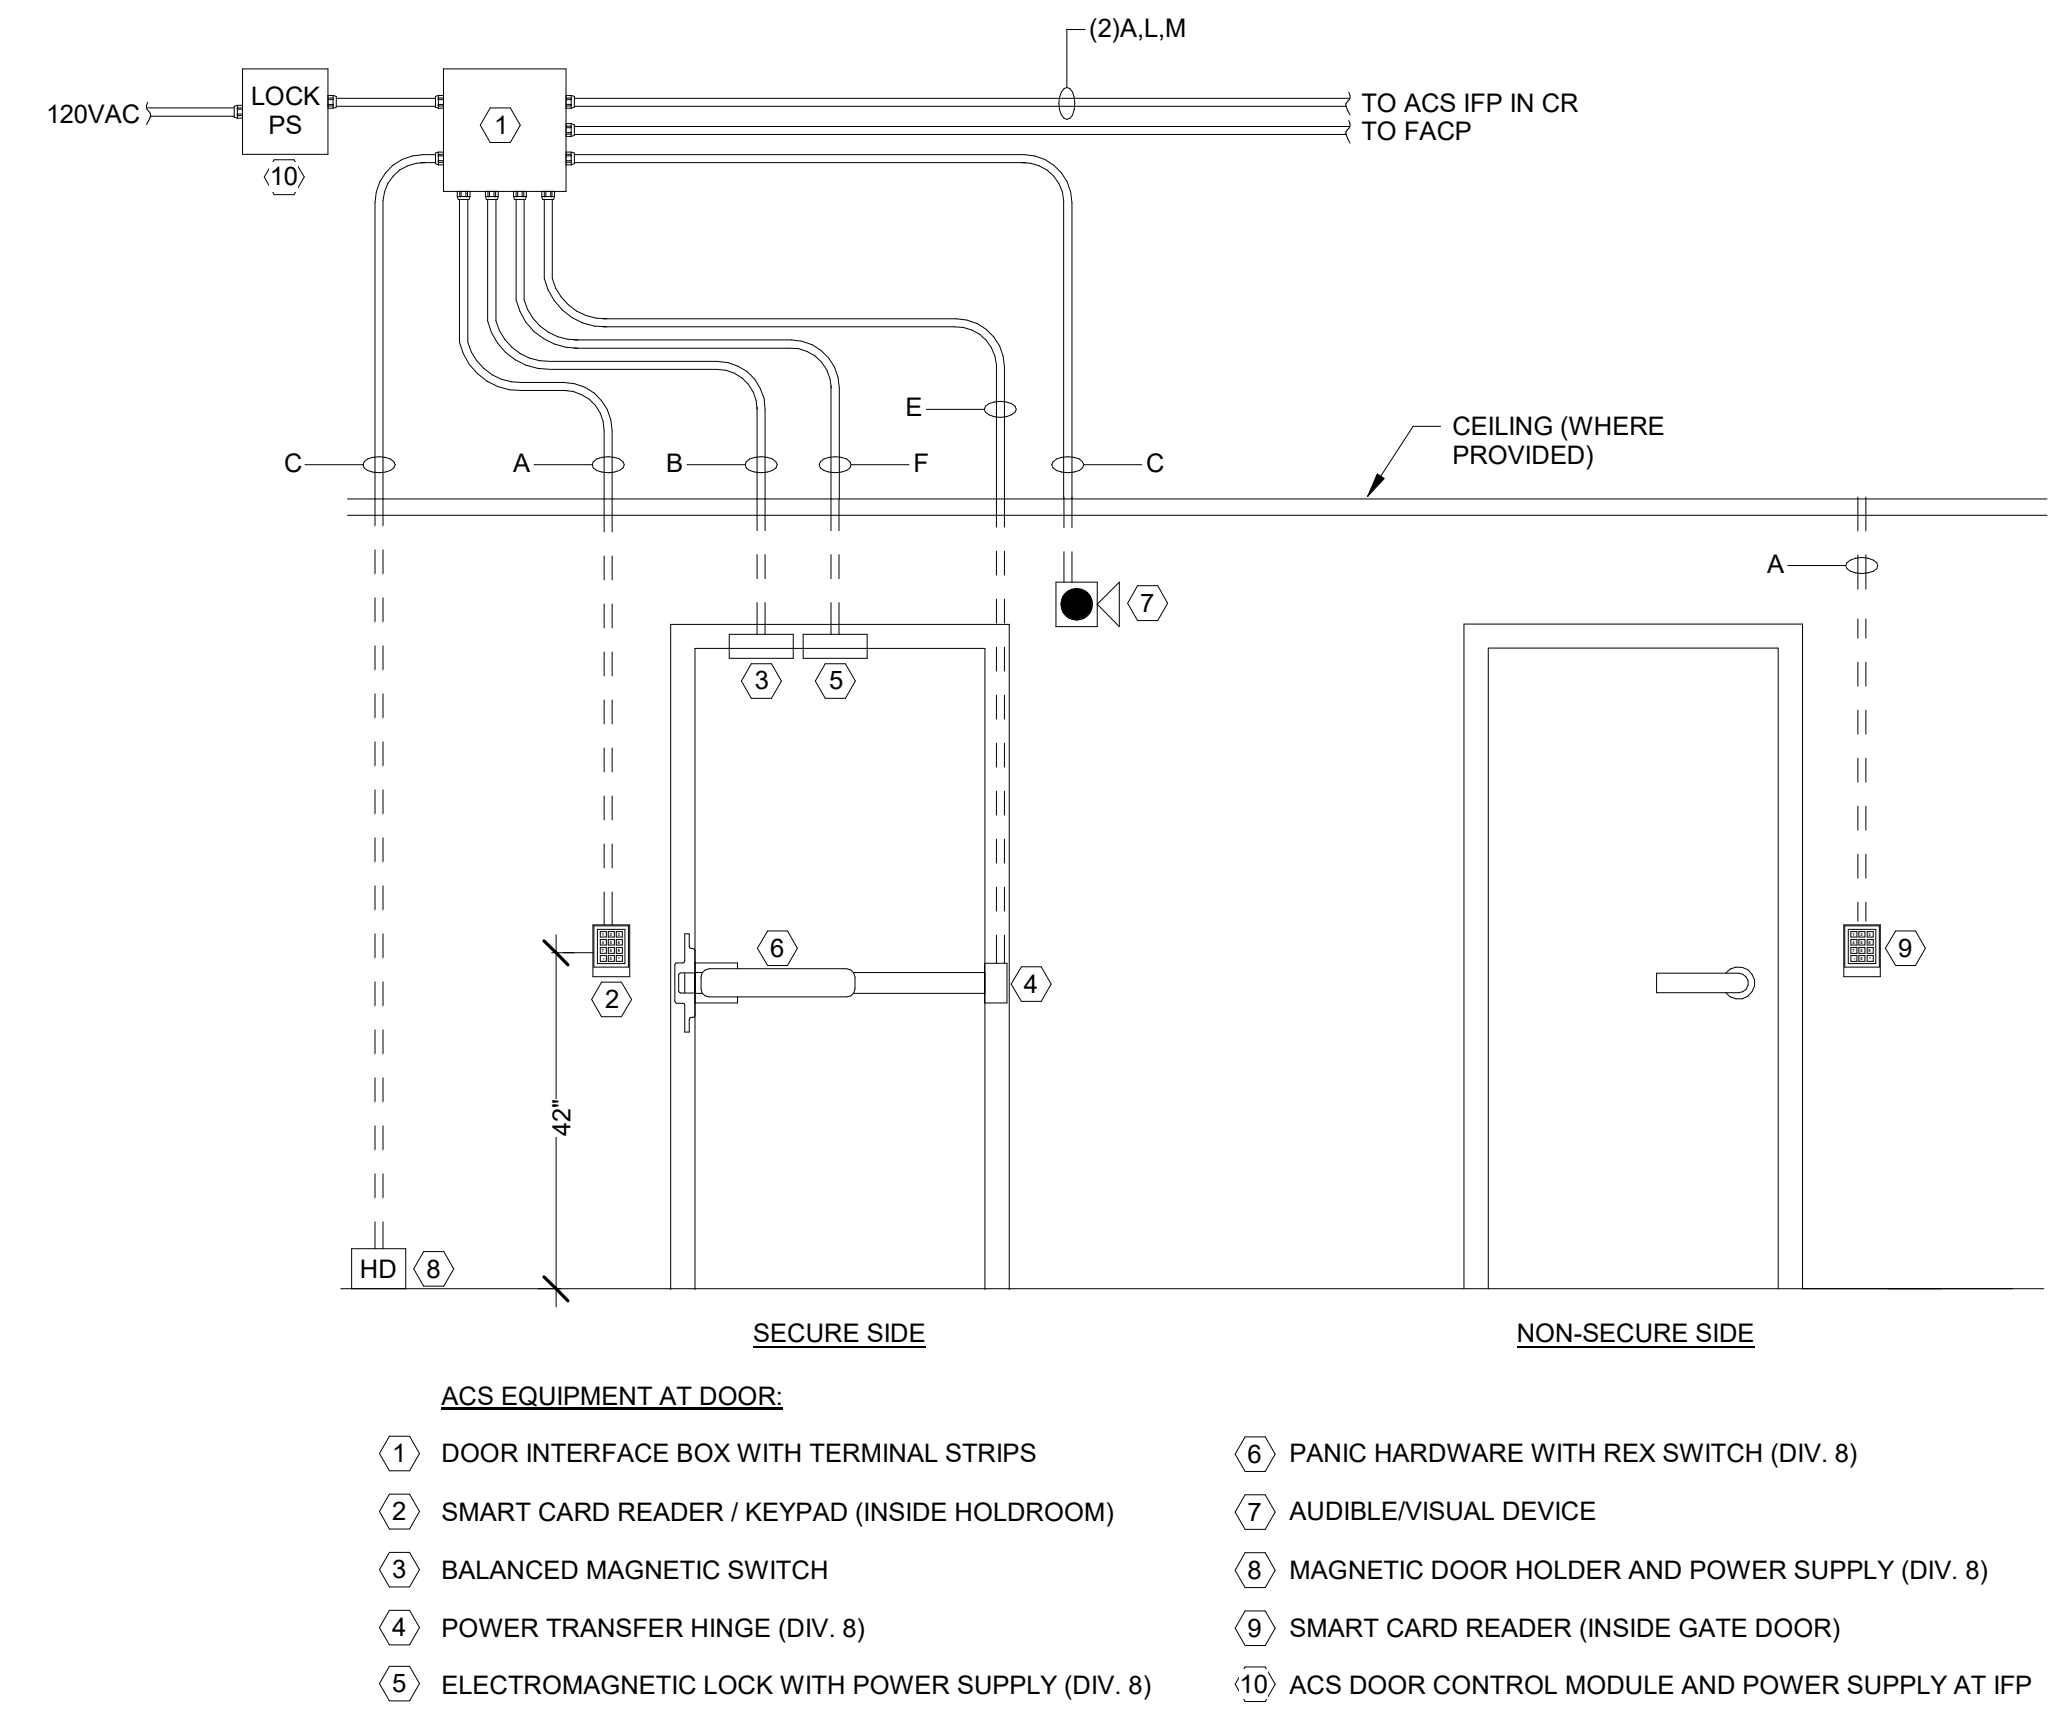 (2)A,L,M
120VAC
LOCK
PS
10
1
TO ACS IFP IN CR
TO FACP
E
CEILING (WHERE
PROVIDED)
C
A
B
F
C
A
7
3
5
6
9
2
4
42"
HD
8
SECURE SIDE
NON-SECURE SIDE
ACS EQUIPMENT AT DOOR:
1 DOOR INTERFACE BOX WITH TERMINAL STRIPS
2 SMART CARD READER / KEYPAD (INSIDE HOLDROOM)
3 BALANCED MAGNETIC SWITCH
4 POWER TRANSFER HINGE (DIV. 8)
5 ELECTROMAGNETIC LOCK WITH POWER SUPPLY (DIV. 8)
6 PANIC HARDWARE WITH REX SWITCH (DIV. 8)
7 AUDIBLE/VISUAL DEVICE
8 MAGNETIC DOOR HOLDER AND POWER SUPPLY (DIV. 8)
9 SMART CARD READER (INSIDE GATE DOOR)
10 ACS DOOR CONTROL MODULE AND POWER SUPPLY AT IFP